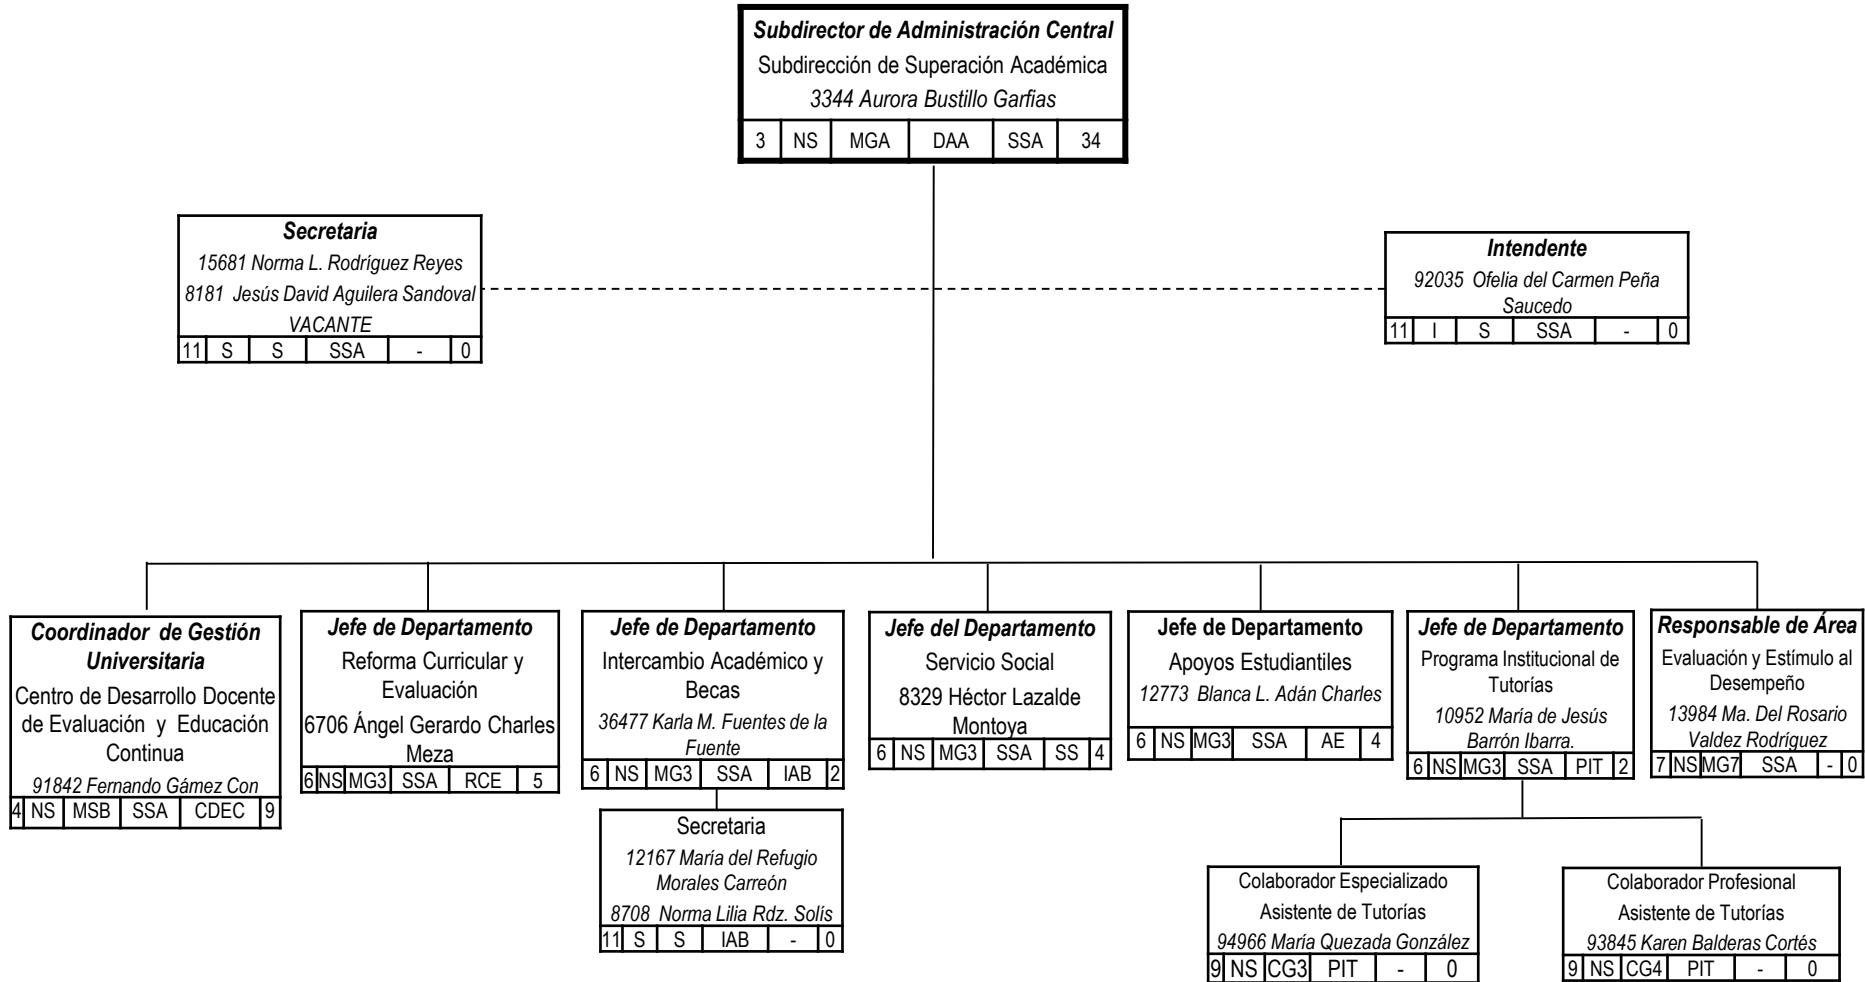 Subdirector de Administración Central
Subdirección de Superación Académica
3344 Aurora Bustillo Garfias
3 NS MGA DAA SSA 34
Secretaria
15681 Norma L. Rodríguez Reyes
8181 Jesús David Aguilera Sandoval
VACANTE
11 S S SSA - 0
Intendente
92035 Ofelia del Carmen Peña
Saucedo
11 I S SSA - 0
Coordinador de Gestión
Universitaria
Centro de Desarrollo Docente
de Evaluación y Educación
Continua
91842 Fernando Gámez Con
4 NS MSB SSA CDEC 9
Jefe de Departamento
Reforma Curricular y
Evaluación
6706 Ángel Gerardo Charles
Meza
6 NS MG3 SSA RCE 5
Jefe de Departamento
Intercambio Académico y
Becas
36477 Karla M. Fuentes de la
Fuente
6 NS MG3 SSA IAB 2
Secretaria
12167 María del Refugio
Morales Carreón
8708 Norma Lilia Rdz. Solís
11 S S IAB - 0
Jefe del Departamento
Servicio Social
8329 Héctor Lazalde
Montoya
6 NS MG3 SSA SS 4
Jefe de Departamento
Apoyos Estudiantiles
12773 Blanca L. Adán Charles
6 NS MG3 SSA AE 4
Jefe de Departamento
Programa Institucional de
Tutorías
10952 María de Jesús
Barrón Ibarra.
6 NS MG3 SSA PIT 2
Colaborador Especializado
Asistente de Tutorías
94966 María Quezada González
9 NS CG3 PIT - 0
Colaborador Profesional
Asistente de Tutorías
93845 Karen Balderas Cortés
9 NS CG4 PIT - 0
Responsable de Área
Evaluación y Estímulo al
Desempeño
13984 Ma. Del Rosario
Valdez Rodríguez
7 NS MG7 SSA - 0